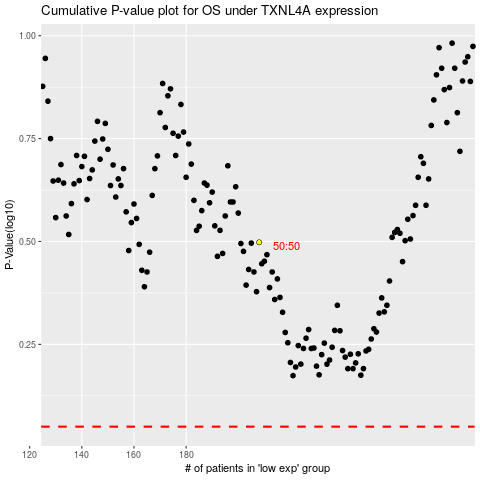 Cumulative P-value plot for OS under TXNL4A expression
P-Value(log10)
1.00
0.75
0.50
0.25
50:50
120 140 160 180
# of patients in 'low exp' group